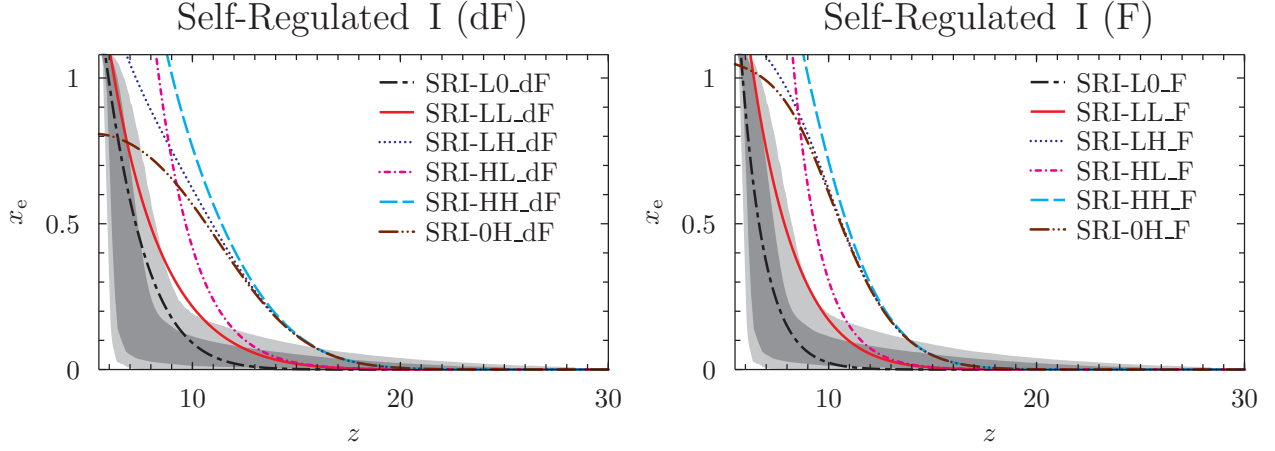 Self-Regulated I (dF)
1
0.5
0
x_e
10
20
30
z
SRI-L0_dF
SRI-LL_dF
SRI-LH_dF
SRI-HL_dF
SRI-HH_dF
SRI-0H_dF
Self-Regulated I (F)
1
0.5
0
x_e
10
20
30
z
SRI-L0_F
SRI-LL_F
SRI-LH_F
SRI-HL_F
SRI-HH_F
SRI-0H_F